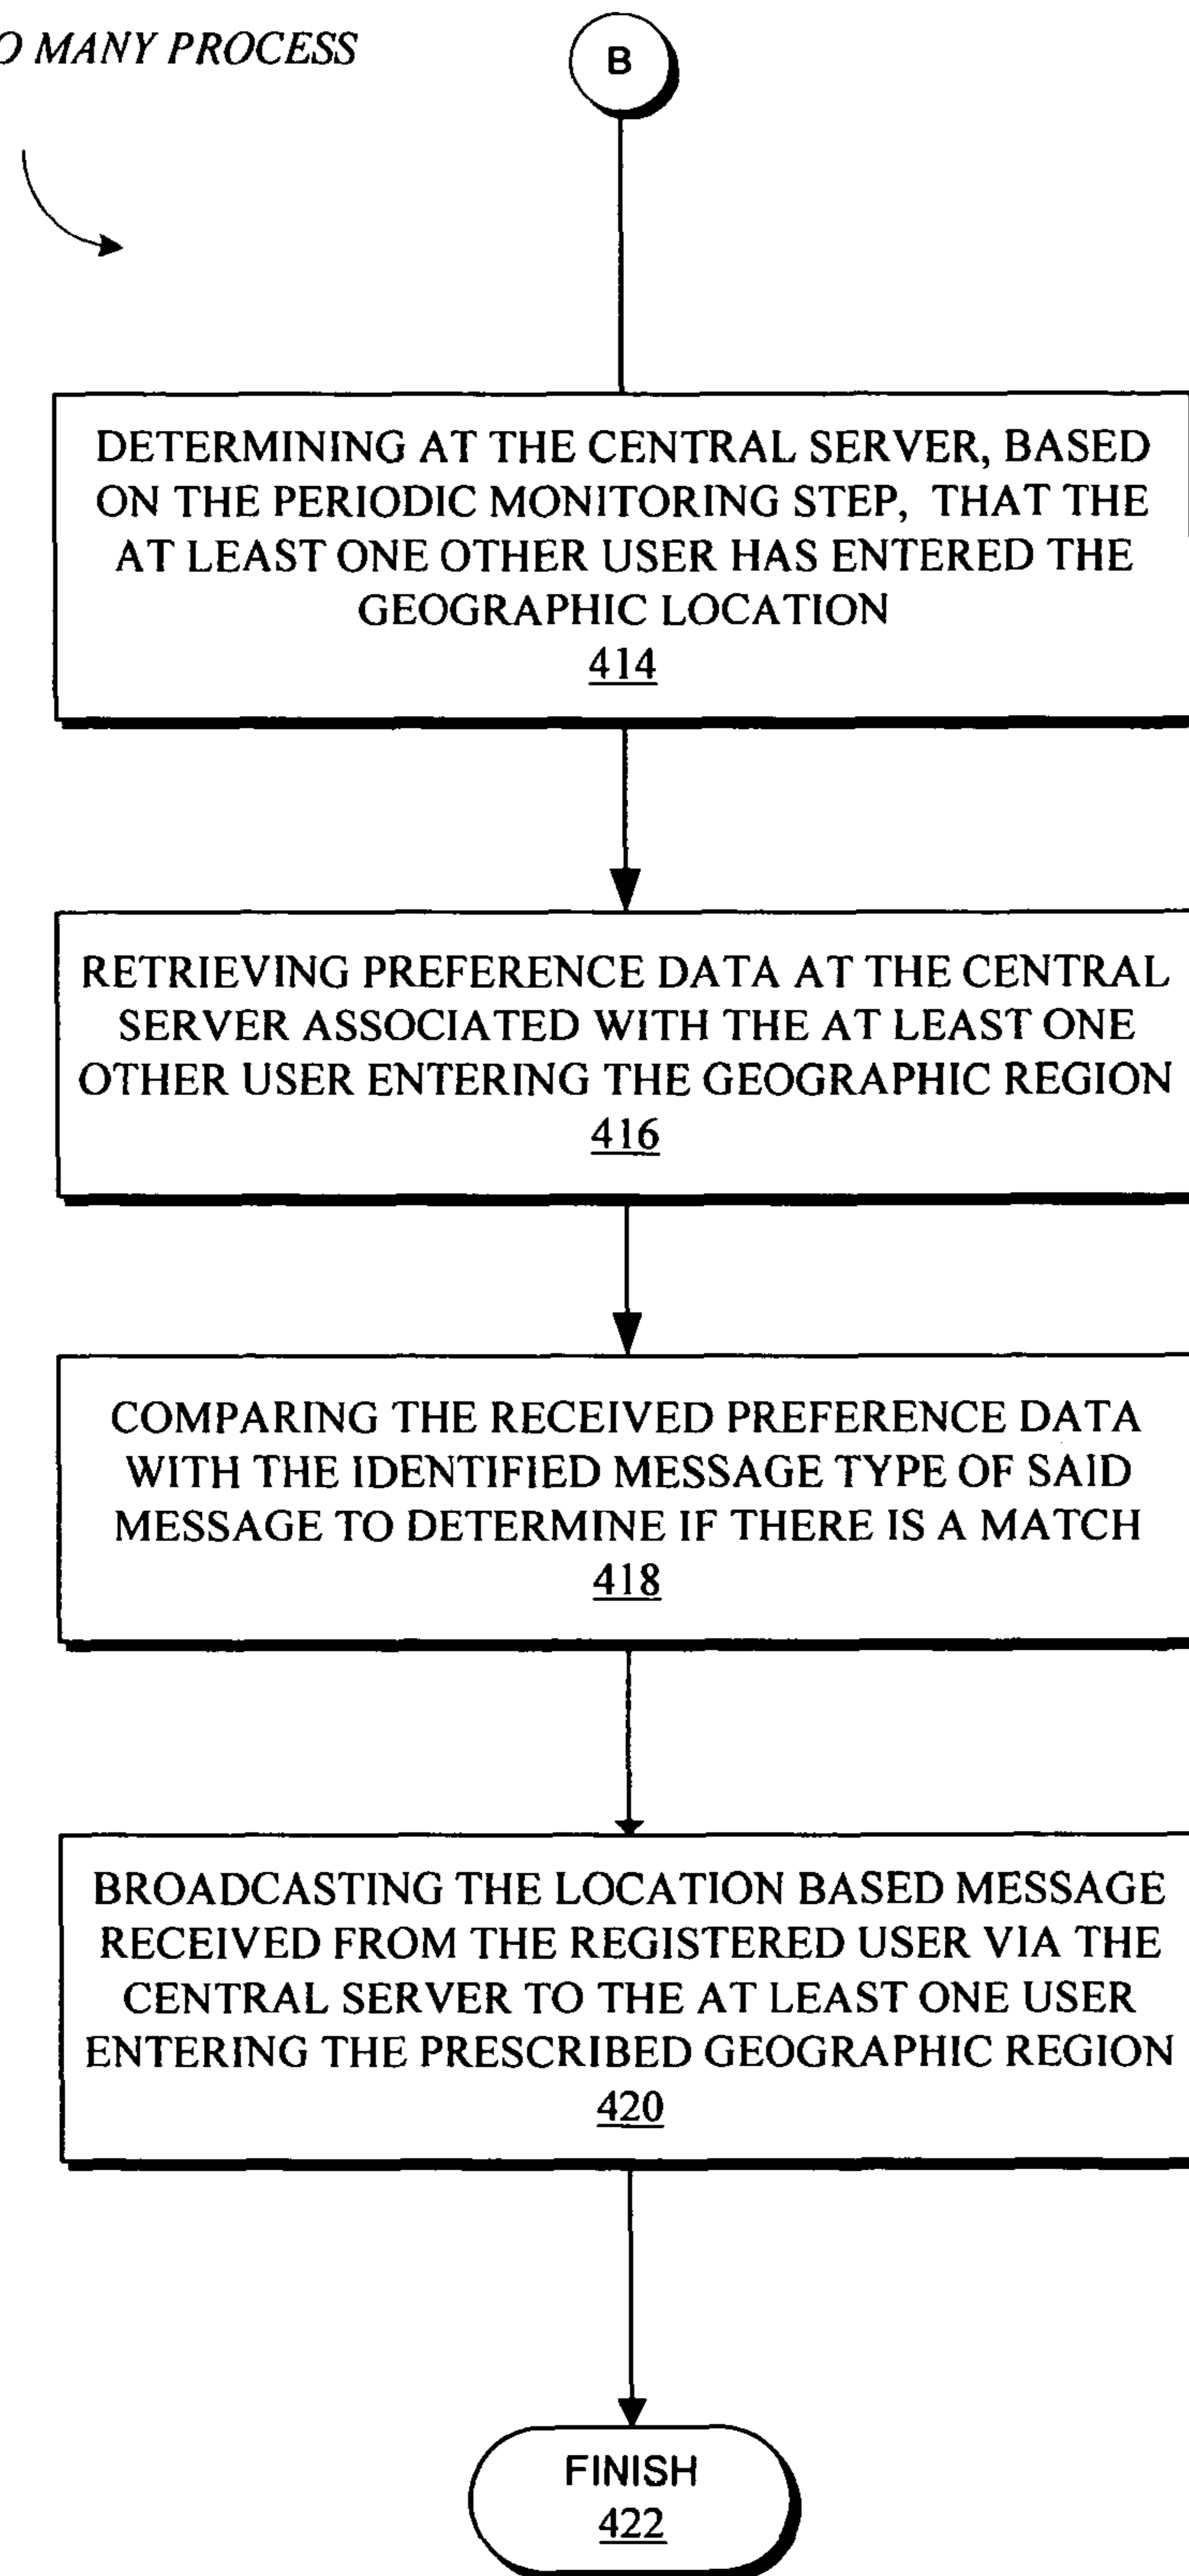 O MANY PROCESS
B
DETERMINING AT THE CENTRAL SERVER, BASED
ON THE PERIODIC MONITORING STEP, THAT THE
AT LEAST ONE OTHER USER HAS ENTERED THE
GEOGRAPHIC LOCATION
414
RETRIEVING PREFERENCE DATA AT THE CENTRAL
SERVER ASSOCIATED WITH THE AT LEAST ONE
OTHER USER ENTERING THE GEOGRAPHIC REGION
416
COMPARING THE RECEIVED PREFERENCE DATA
WITH THE IDENTIFIED MESSAGE TYPE OF SAID
MESSAGE TO DETERMINE IF THERE IS A MATCH
418
BROADCASTING THE LOCATION BASED MESSAGE
RECEIVED FROM THE REGISTERED USER VIA THE
CENTRAL SERVER TO THE AT LEAST ONE USER
ENTERING THE PRESCRIBED GEOGRAPHIC REGION
420
FINISH
422